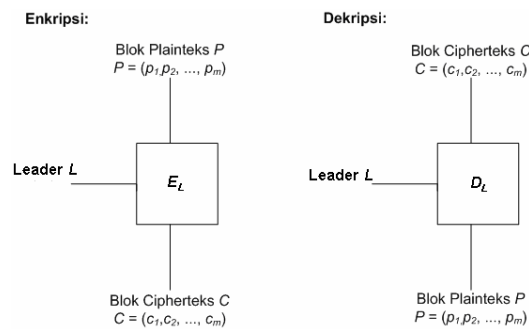 Enkripsi:
Blok Plainteks P
P = (p1,p2, ..., pm)
Leader L
EL
Blok Cipherteks C
C = (c1,c2, ..., cm)
Dekripsi:
Blok Cipherteks C
C = (c1,c2, ..., cm)
Leader L
DL
Blok Plainteks P
P = (p1,p2, ..., pm)